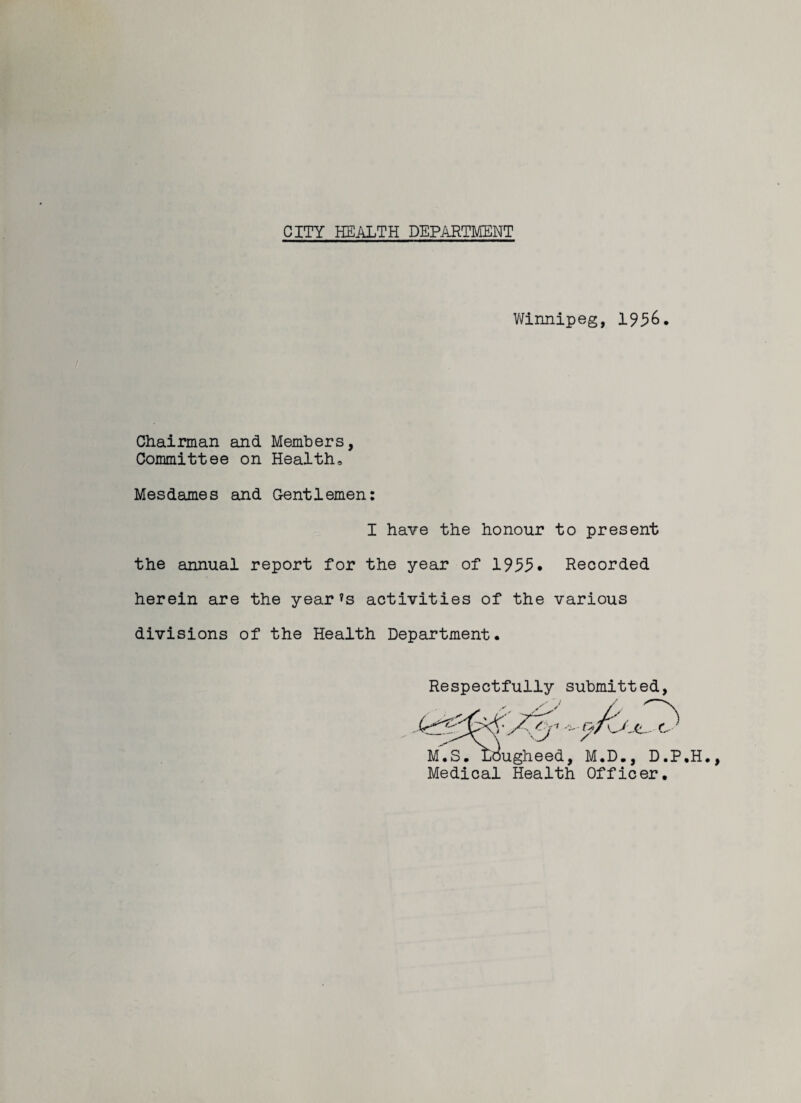 CITY HEALTH DEPARTMENT
Winnipeg, 1956.
Chairman and Members,
Committee on Health.
Mesdames and Gentlemen:
I have the honour to present
the annual report for the year of 1955. Recorded
herein are the year's activities of the various
divisions of the Health Department.
Respectfully submitted,
M.S. Lougheed, M.D., D.P.H.,
Medical Health Officer.